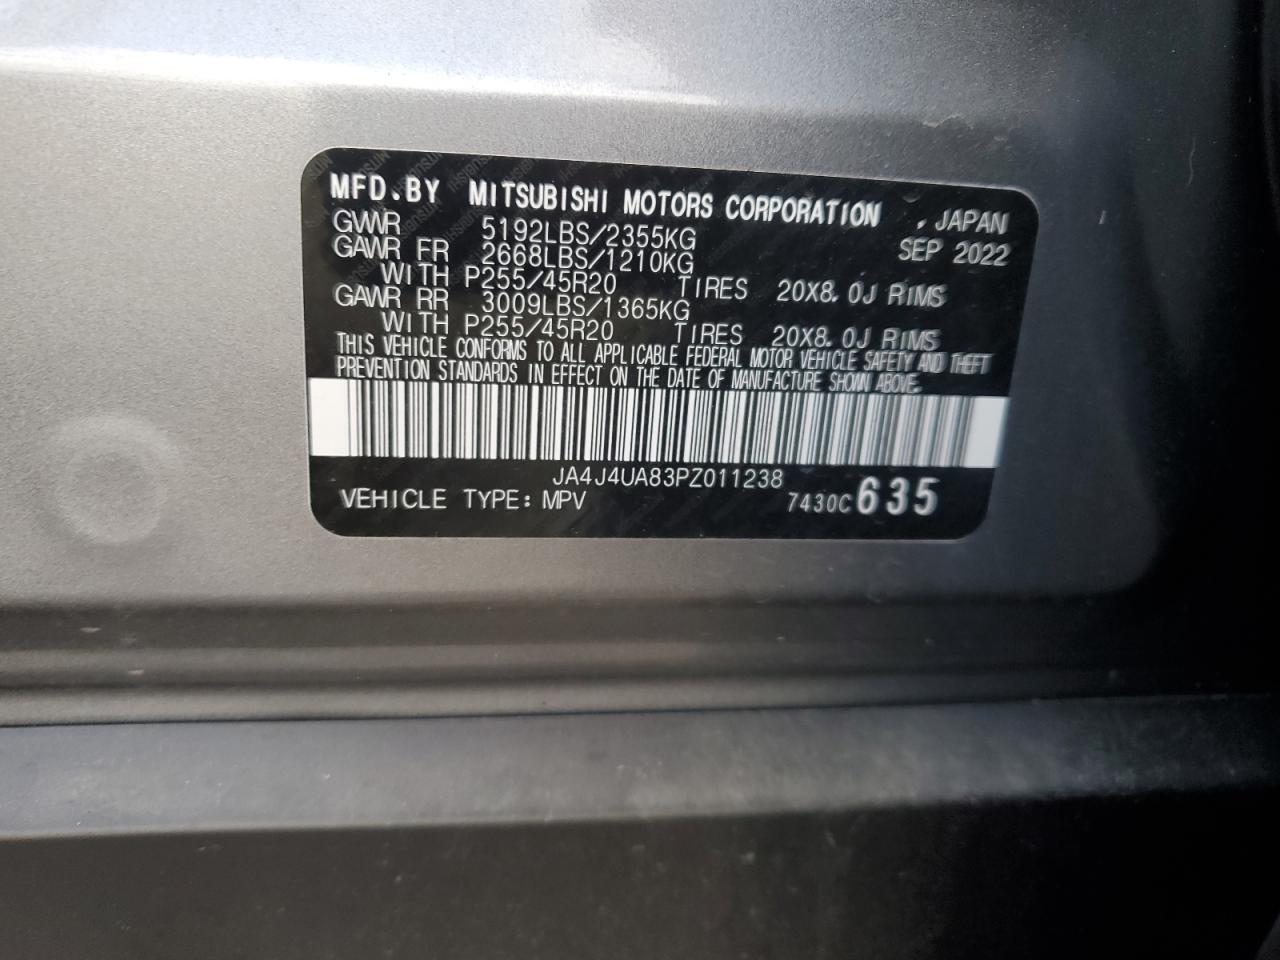 MFD.BY MITSUBISHI MOTORS CORPORATION , JAPAN
GVWR 5192LBS/2355KG SEP 2022
GAWR FR 2668LBS/1210KG
WITH P255/45R20 TIRES 20X8.0J RIMS
GAWR RR 3009LBS/1365KG
WITH P255/45R20 TIRES 20X8.0J RIMS
THIS VEHICLE CONFORMS TO ALL APPLICABLE FEDERAL MOTOR VEHICLE SAFETY AND THEFT
PREVENTION STANDARDS IN EFFECT ON THE DATE OF MANUFACTURE SHOWN ABOVE.
JA4J4UA83PZ011238
VEHICLE TYPE: MPV 7430C 635